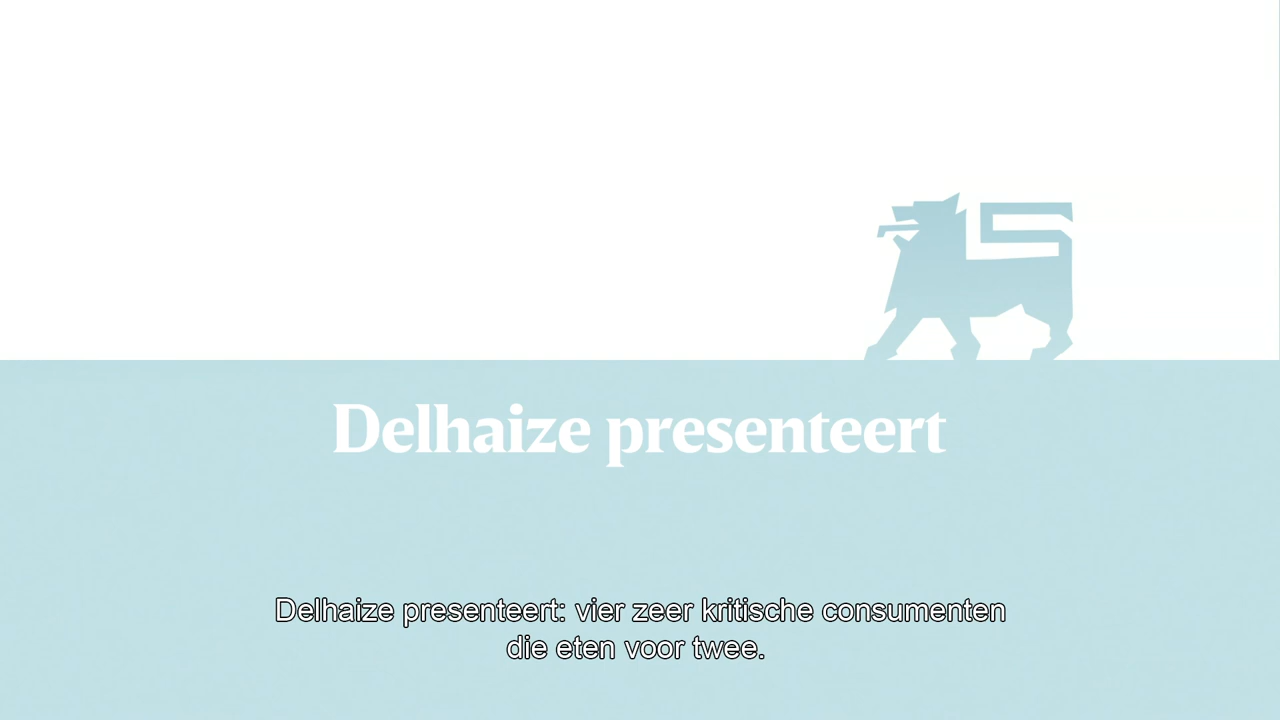 Delhaize presenteert
Delhaize presenteert: vier zeer kritische consumenten
die eten voor twee.